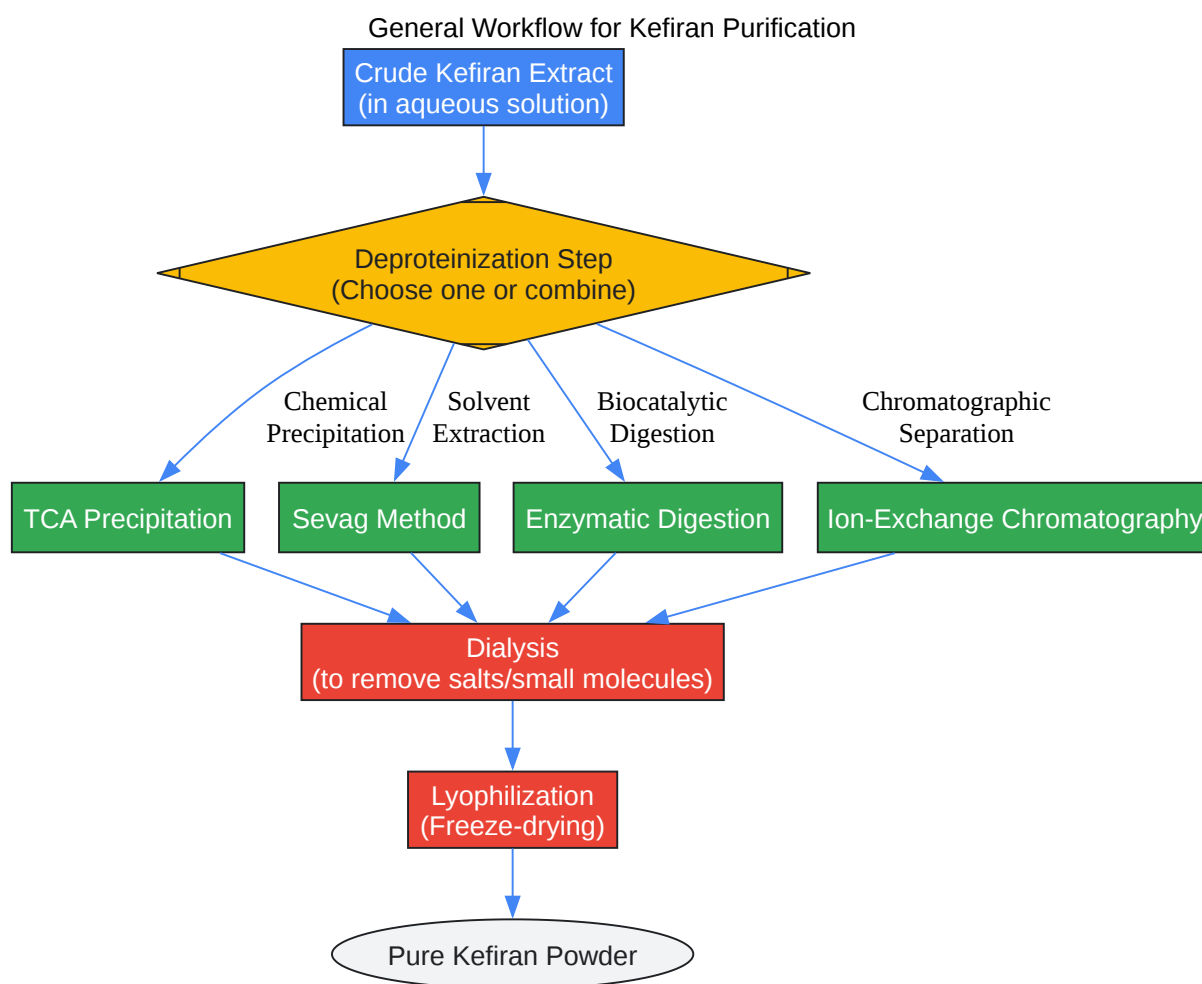 General Workflow for Kefiran Purification
Crude Kefiran Extract
(in aqueous solution)
Deproteinization Step
(Choose one or combine)
Chemical
Precipitation
Solvent
Extraction
Biocatalytic
Digestion
Chromatographic
Separation
TCA Precipitation
Sevag Method
Enzymatic Digestion
Ion-Exchange Chromatography
Dialysis
(to remove salts/small molecules)
Lyophilization
(Freeze-drying)
Pure Kefiran Powder